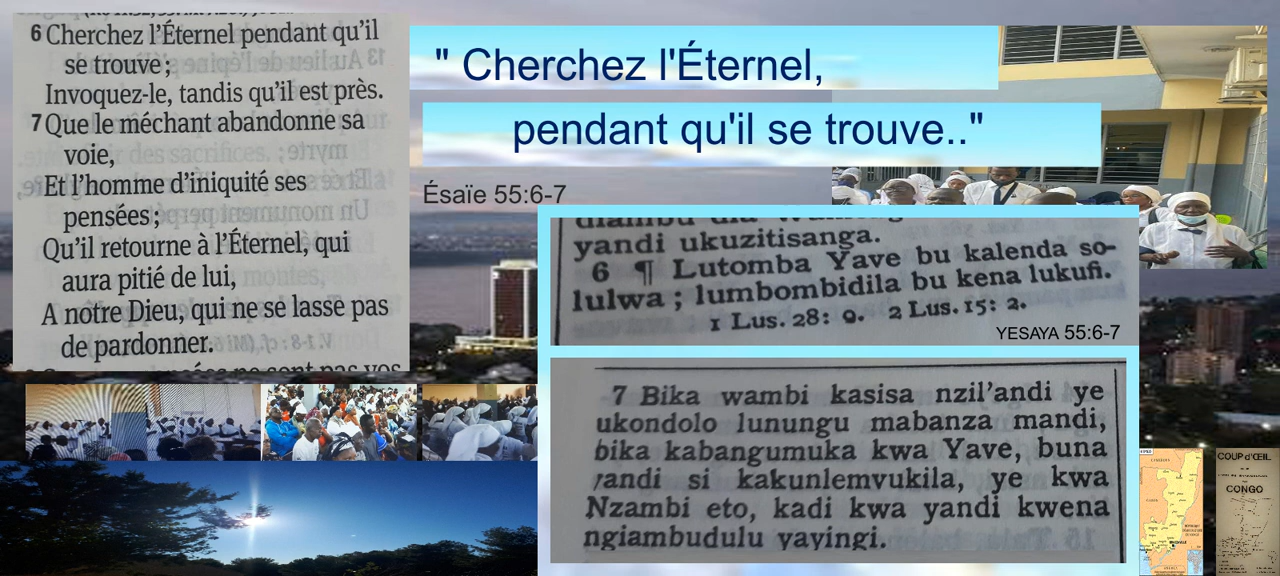 6 Cherchez l'Éternel pendant qu'il
se trouve ;
Invoquez-le, tandis qu'il est près.
7 Que le méchant abandonne sa
voie,
Et l'homme d'iniquité ses
pensées ;
Qu'il retourne à l'Éternel, qui
aura pitié de lui,
A notre Dieu, qui ne se lasse pas
de pardonner.
" Cherchez l'Éternel,
pendant qu'il se trouve.."
Ésaïe 55:6-7
yandi ukuzitisanga.
6 ¶ Lutomba Yave bu kalenda so-
lulwa ; lumbombidila bu kena lukufi.
1 Lus. 28: 9. 2 Lus. 15: 2.
YESAYA 55:6-7
7 Bika wambi kasisa nzil'andi ye
ukondolo lunungu mabanza mandi,
bika kabangumuka kwa Yave, buna
yandi si kakunlemvukila, ye kwa
Nzambi eto, kadi kwa yandi kwena
ngiambudulu yayingi.
COUP d'ŒIL
CONGO